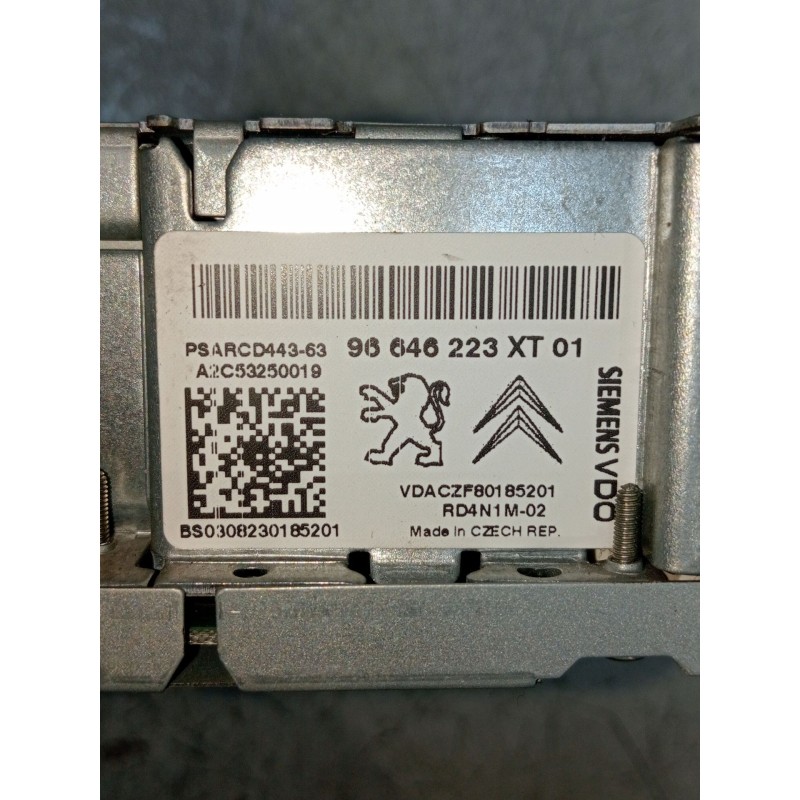 PSARCD443-63
96 646 223 XT 01
A2C53250019
SIEMENS VDO
VDACZF80185201
RD4N1M-02
BS0308230185201
Made in CZECH REP.